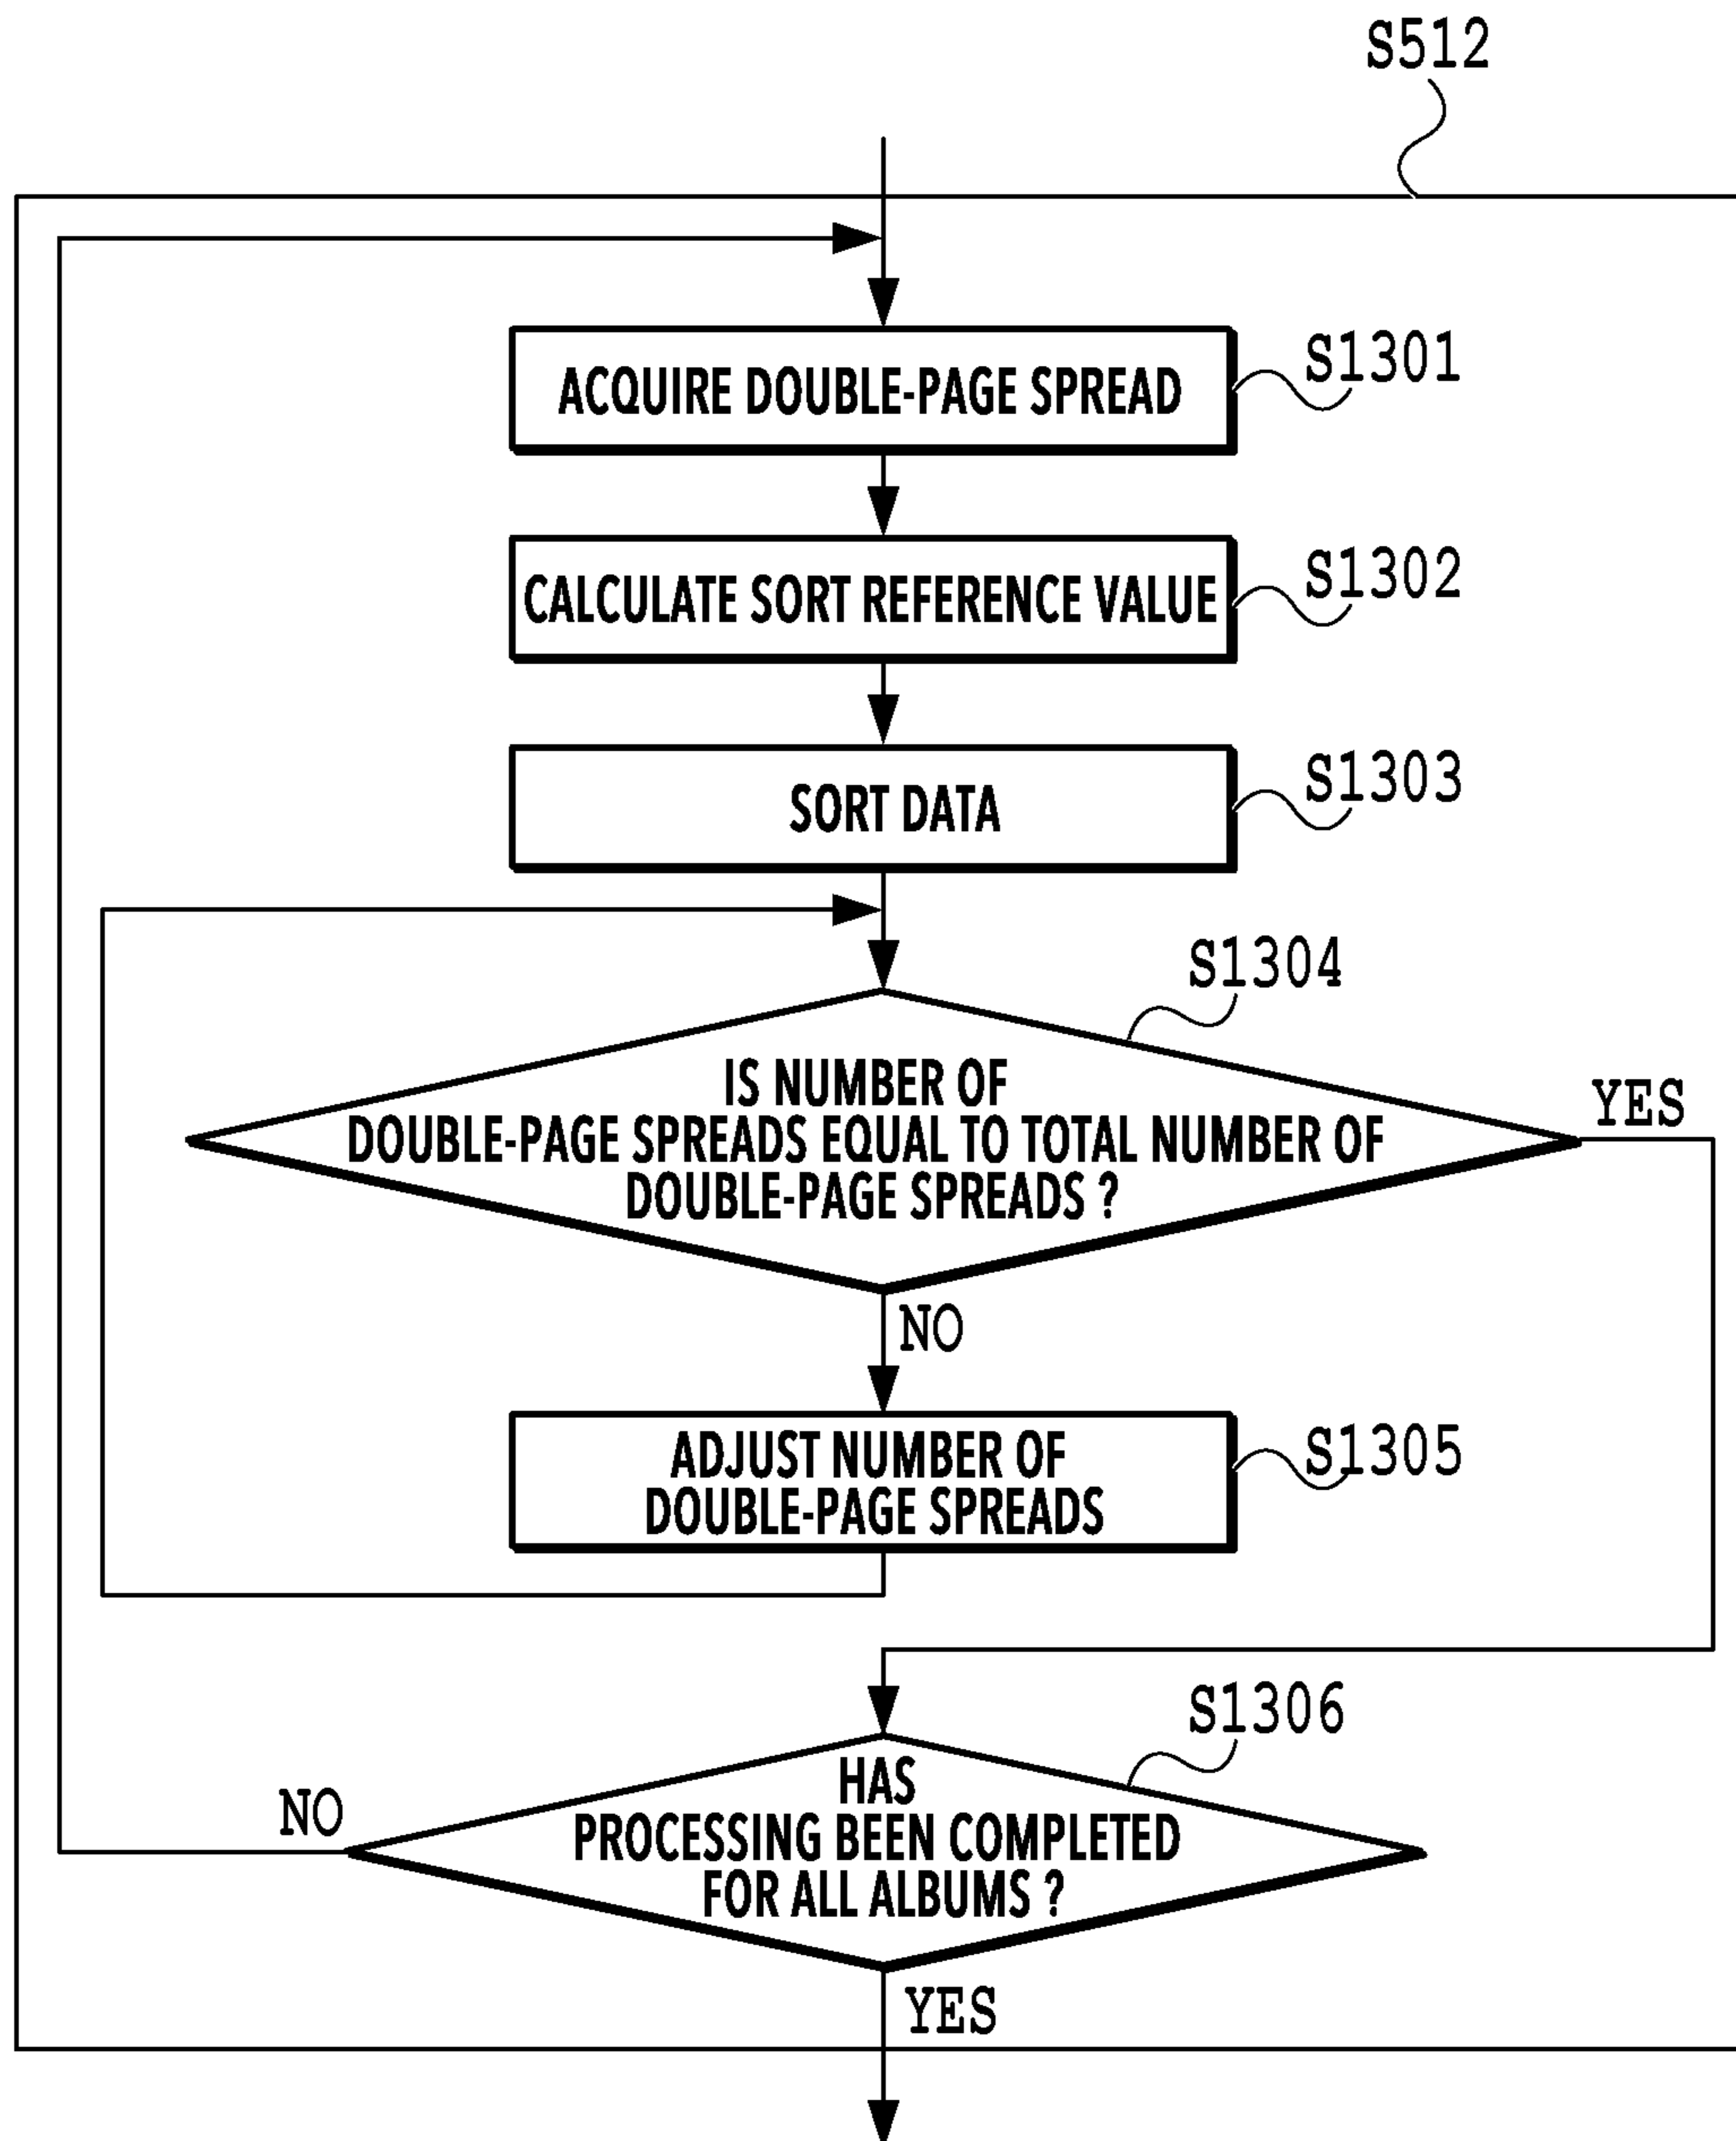 S512
ACQUIRE DOUBLE-PAGE SPREAD
S1301
CALCULATE SORT REFERENCE VALUE
S1302
SORT DATA
S1303
S1304
IS NUMBER OF
DOUBLE-PAGE SPREADS EQUAL TO TOTAL NUMBER OF
DOUBLE-PAGE SPREADS ?
YES
NO
ADJUST NUMBER OF
DOUBLE-PAGE SPREADS
S1305
S1306
HAS
PROCESSING BEEN COMPLETED
FOR ALL ALBUMS ?
NO
YES